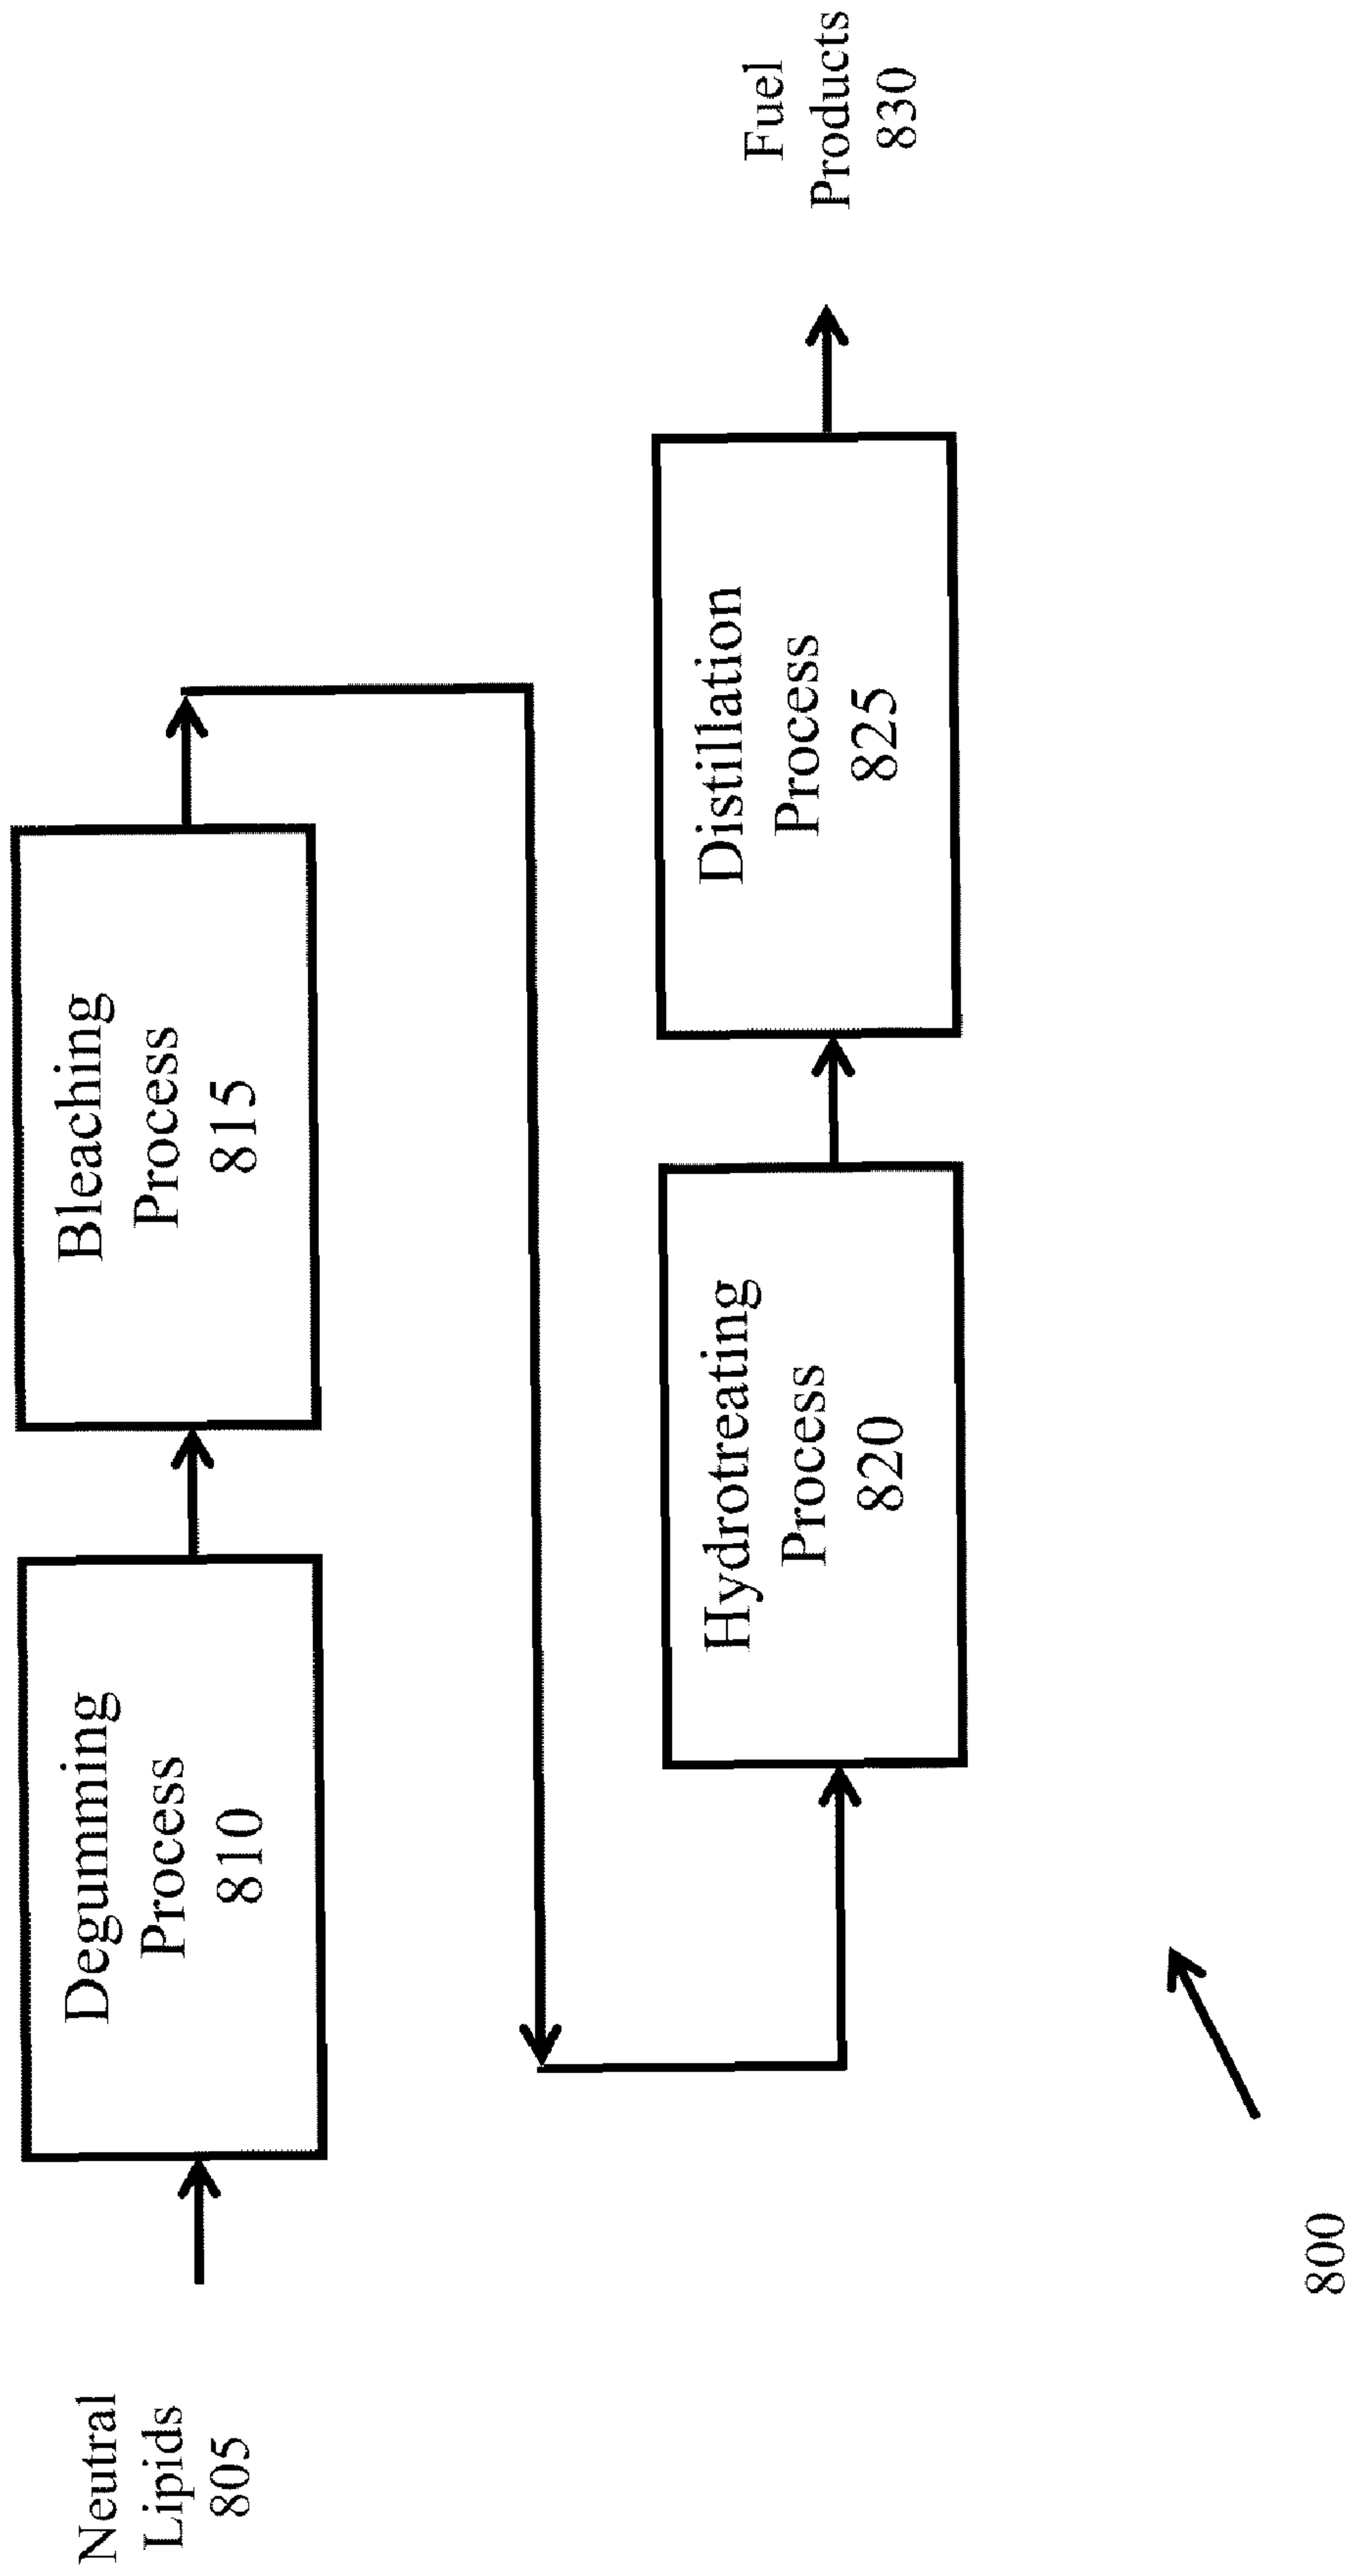 Neutral
Lipids
805
Degumming
Process
810
Bleaching
Process
815
Hydrotreating
Process
820
Distillation
Process
825
Fuel
Products
830
800